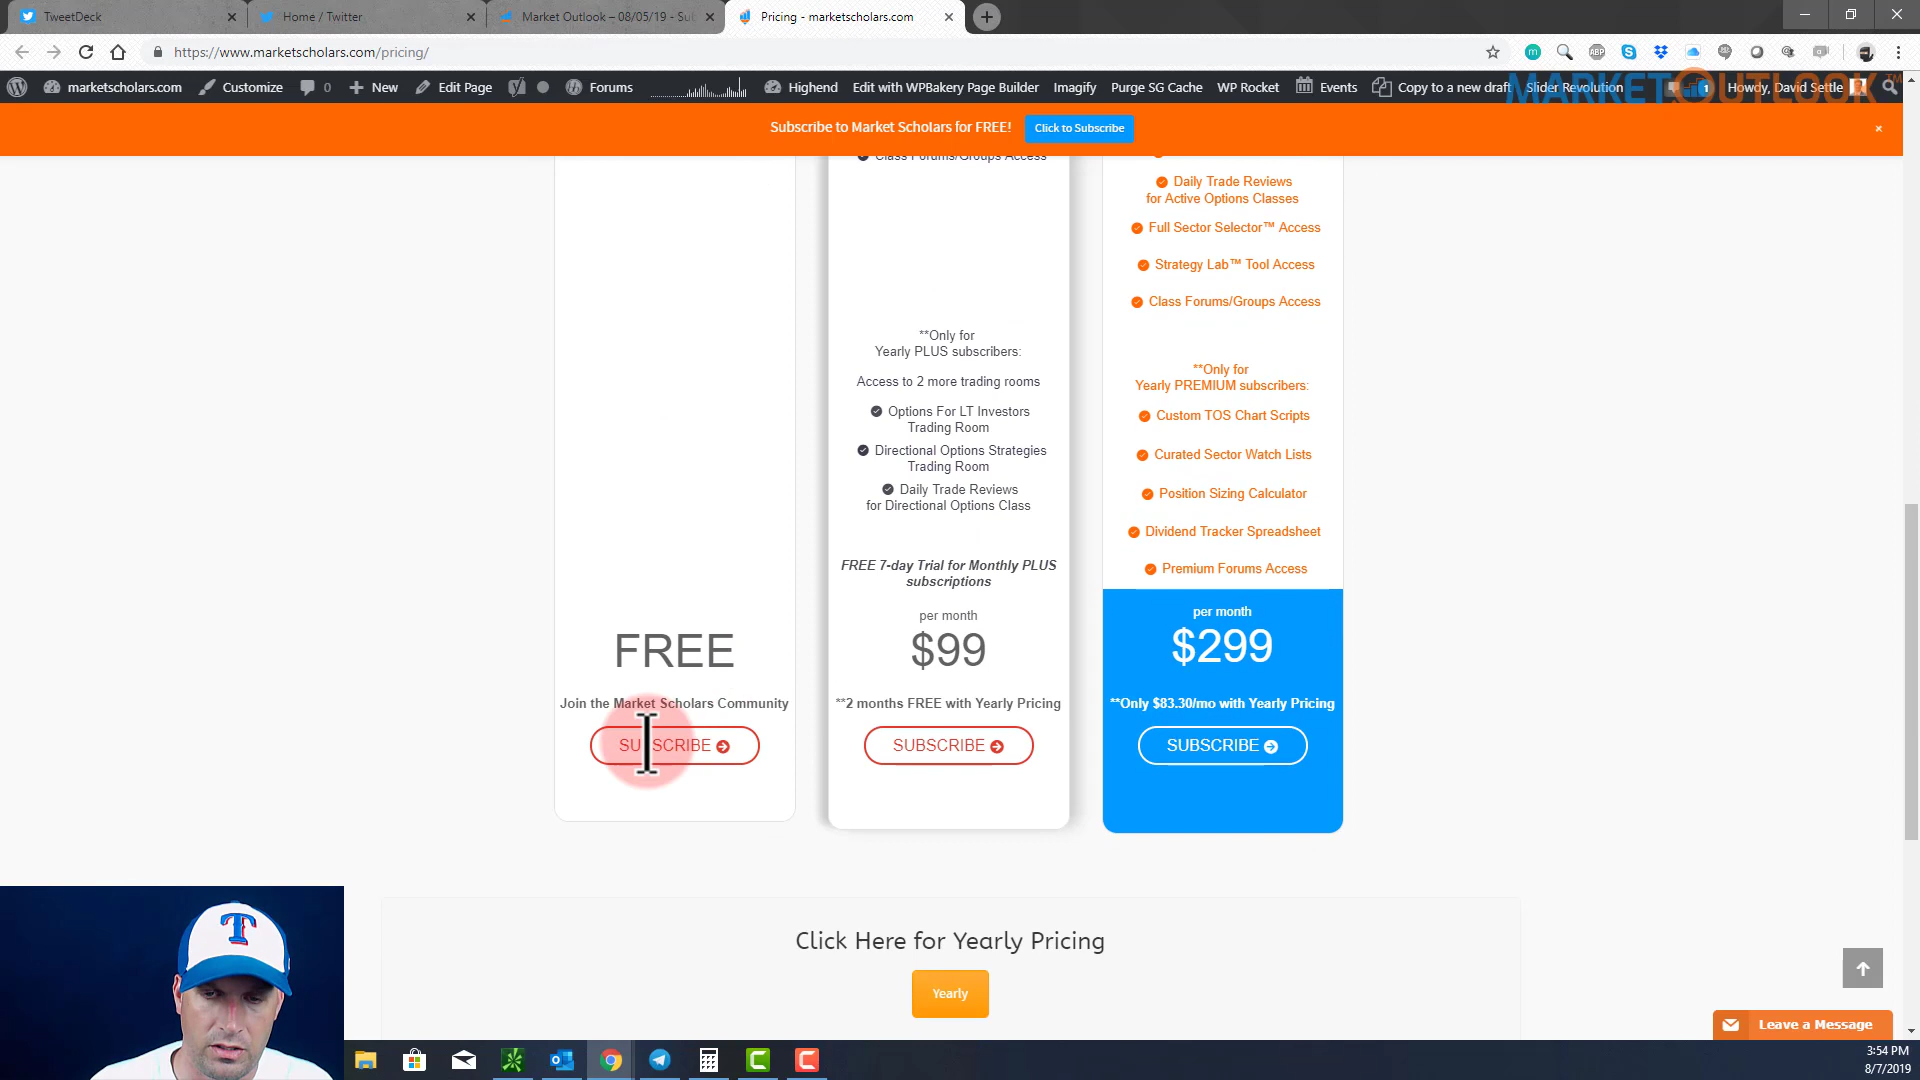 TweetDeck
Home / Twitter
Market Outlook – 08/05/19 - Sub
Pricing - marketscholars.com
https://www.marketscholars.com/pricing/
marketscholars.com
Customize
0
New
Edit Page
Forums
Highend
Edit with WPBakery Page Builder
Imagify
Purge SG Cache
WP Rocket
Events
Copy to a new draft
Slider Revolution
1
Howdy, David Settle
MARKETOUTLOOK™
Subscribe to Market Scholars for FREE!
Click to Subscribe
×
FREE
Join the Market Scholars Community
SUBSCRIBE
Class Forums/Groups Access
**Only for
Yearly PLUS subscribers:
Access to 2 more trading rooms
Options For LT Investors
Trading Room
Directional Options Strategies
Trading Room
Daily Trade Reviews
for Directional Options Class
FREE 7-day Trial for Monthly PLUS
subscriptions
per month
$99
**2 months FREE with Yearly Pricing
SUBSCRIBE
Daily Trade Reviews
for Active Options Classes
Full Sector Selector™ Access
Strategy Lab™ Tool Access
Class Forums/Groups Access
**Only for
Yearly PREMIUM subscribers:
Custom TOS Chart Scripts
Curated Sector Watch Lists
Position Sizing Calculator
Dividend Tracker Spreadsheet
Premium Forums Access
per month
$299
**Only $83.30/mo with Yearly Pricing
SUBSCRIBE
Click Here for Yearly Pricing
Yearly
Leave a Message
T
3:54 PM
8/7/2019